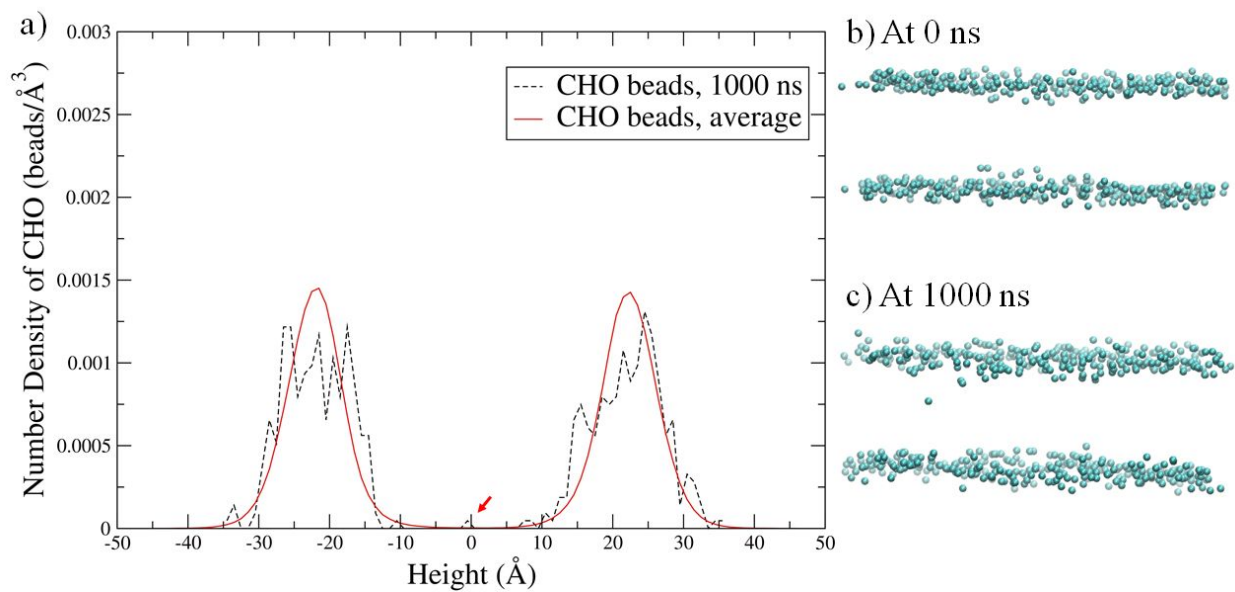 a)
0.003
0.0025
0.002
0.0015
0.001
0.0005
0
Number Density of CHO (beads/Å³)
CHO beads, 1000 ns
CHO beads, average
-50 -40 -30 -20 -10 0 10 20 30 40 50
Height (Å)
b) At 0 ns
c) At 1000 ns